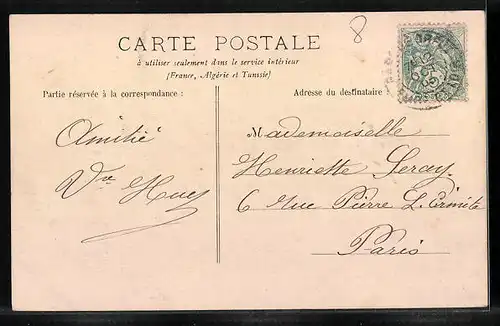 8
CARTE POSTALE
à utiliser seulement dans le service intérieur
(France, Algérie et Tunisie)
Partie réservée à la correspondance :
Adresse du destinataire :
Amitié
Vve Huey
Mademoiselle
Henriette Leray
6 Rue Pierre L'Ermite
Paris